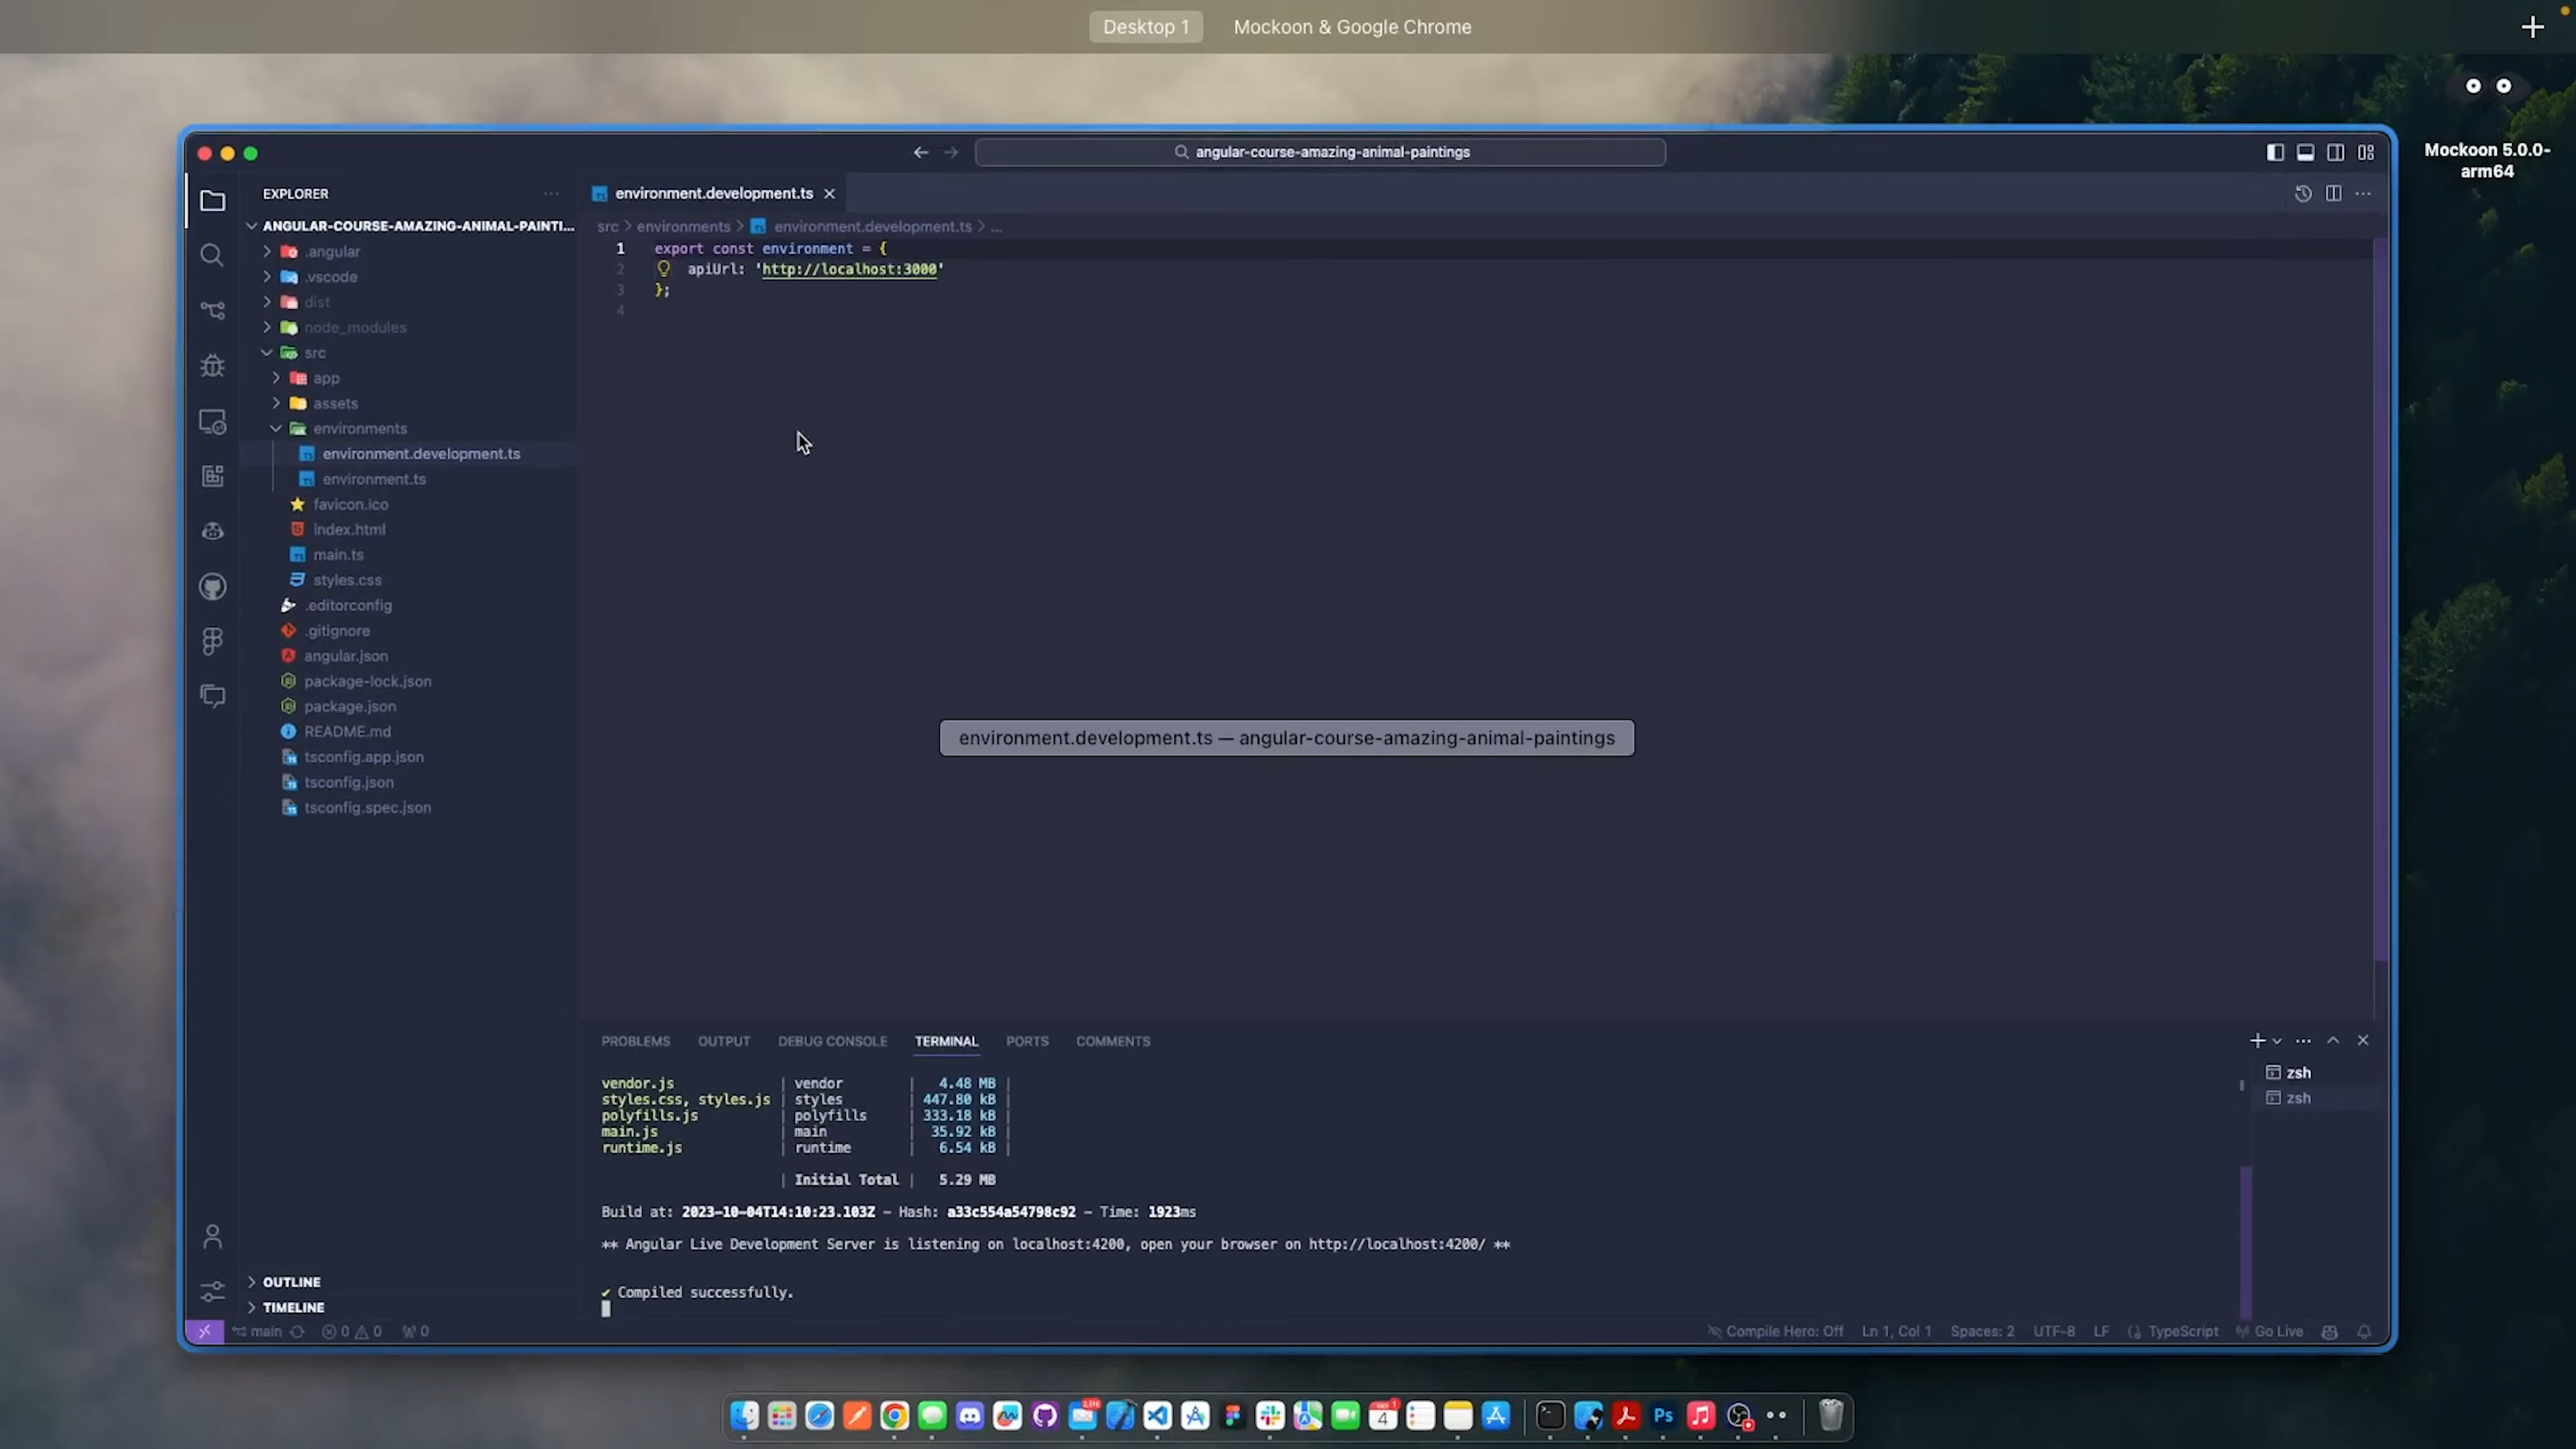 Desktop 1
Mockoon & Google Chrome
Mockoon 5.0.0-
arm64
angular-course-amazing-animal-paintings
EXPLORER
ANGULAR-COURSE-AMAZING-ANIMAL-PAINTI...
.angular
.vscode
dist
node_modules
src
app
assets
environments
environment.development.ts
environment.ts
favicon.ico
index.html
main.ts
styles.css
.editorconfig
.gitignore
angular.json
package-lock.json
package.json
README.md
tsconfig.app.json
tsconfig.json
tsconfig.spec.json
OUTLINE
TIMELINE
environment.development.ts
src > environments > environment.development.ts > ...
1 export const environment = {
2 apiUrl: 'http://localhost:3000'
3 };
4
environment.development.ts — angular-course-amazing-animal-paintings
PROBLEMS OUTPUT DEBUG CONSOLE TERMINAL PORTS COMMENTS
vendor.js | vendor | 4.48 MB |
styles.css, styles.js | styles | 447.80 kB |
polyfills.js | polyfills | 333.18 kB |
main.js | main | 35.92 kB |
runtime.js | runtime | 6.54 kB |
| Initial Total | 5.29 MB
Build at: 2023-10-04T14:10:23.103Z - Hash: a33c554a54798c92 - Time: 1923ms
** Angular Live Development Server is listening on localhost:4200, open your browser on http://localhost:4200/ **
✔ Compiled successfully.
zsh
zsh
main 0 0 0
Compile Hero: Off Ln 1, Col 1 Spaces: 2 UTF-8 LF TypeScript Go Live
2,516
4
Ps